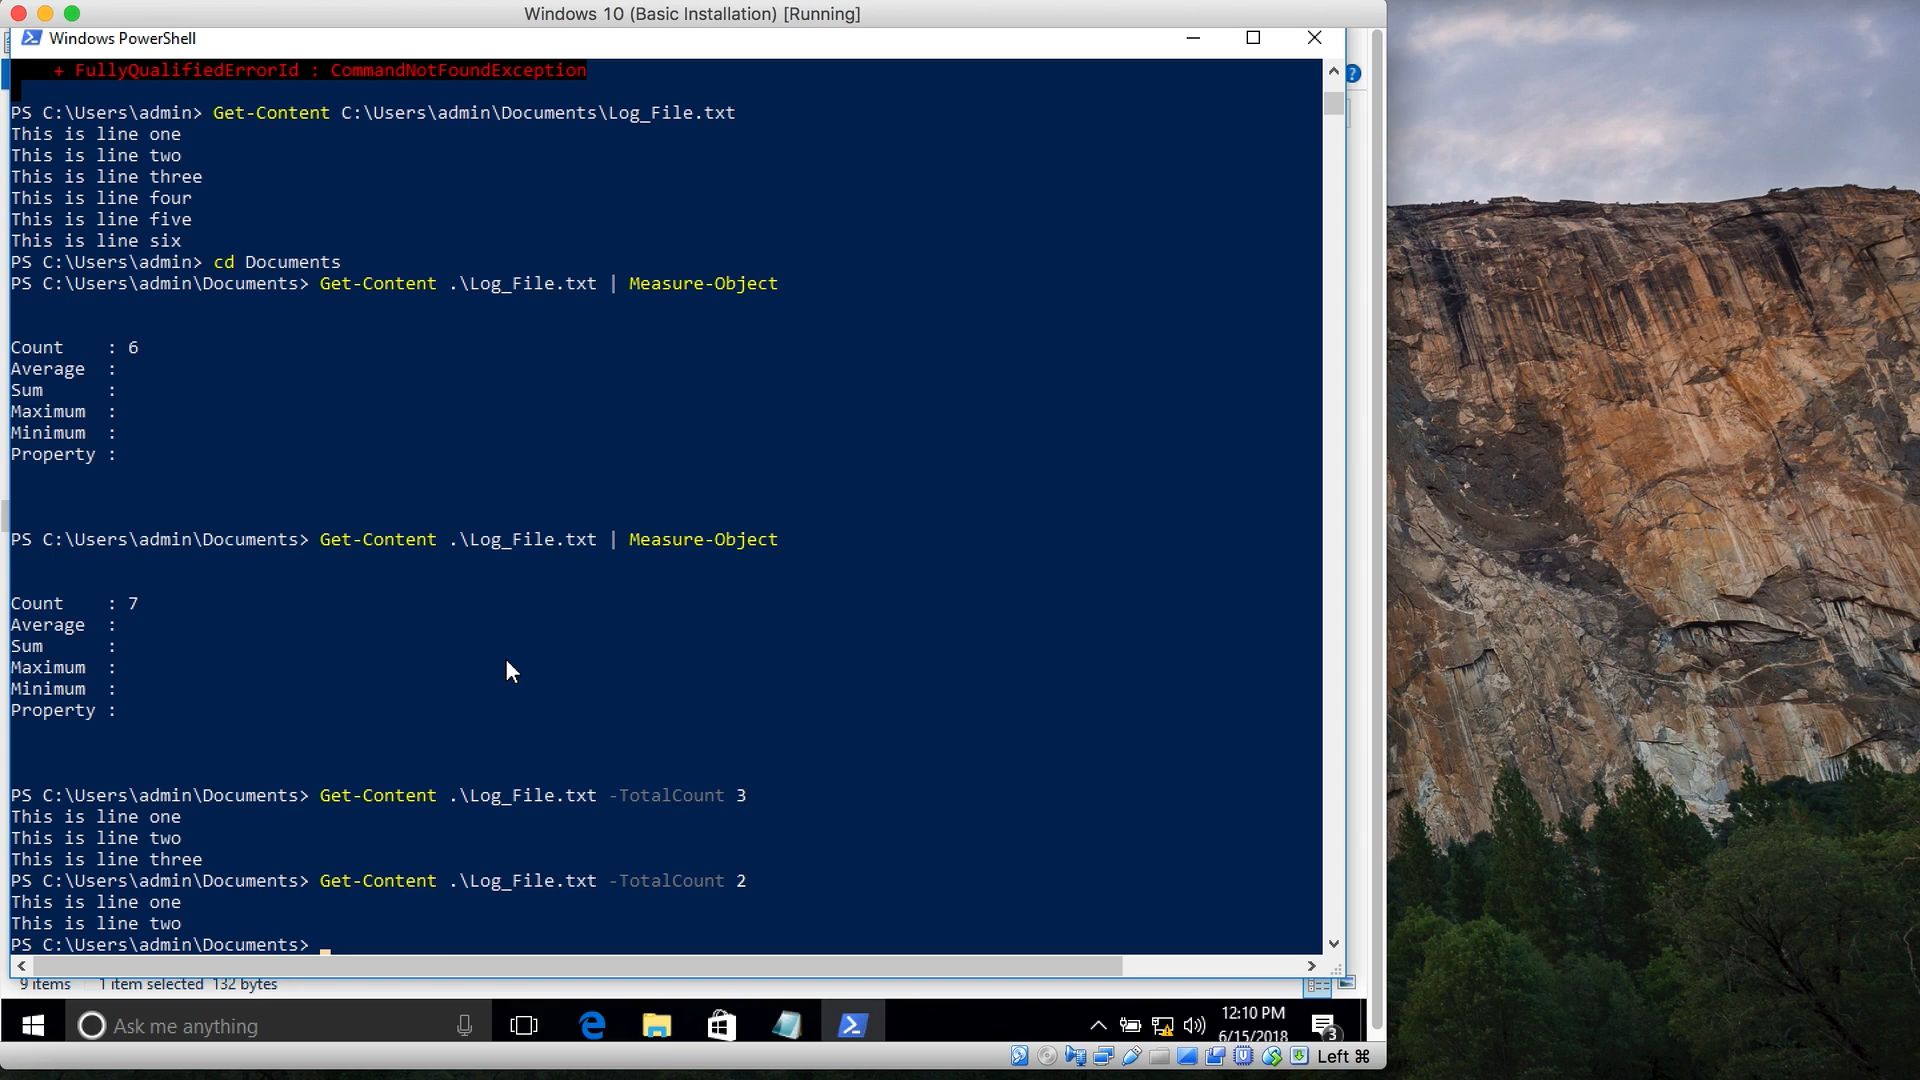 Windows 10 (Basic Installation) [Running]
Windows PowerShell
+ FullyQualifiedErrorId : CommandNotFoundException
PS C:\Users\admin> Get-Content C:\Users\admin\Documents\Log_File.txt
This is line one
This is line two
This is line three
This is line four
This is line five
This is line six
PS C:\Users\admin> cd Documents
PS C:\Users\admin\Documents> Get-Content .\Log_File.txt | Measure-Object
Count    : 6
Average  :
Sum      :
Maximum  :
Minimum  :
Property :
PS C:\Users\admin\Documents> Get-Content .\Log_File.txt | Measure-Object
Count    : 7
Average  :
Sum      :
Maximum  :
Minimum  :
Property :
PS C:\Users\admin\Documents> Get-Content .\Log_File.txt -TotalCount 3
This is line one
This is line two
This is line three
PS C:\Users\admin\Documents> Get-Content .\Log_File.txt -TotalCount 2
This is line one
This is line two
PS C:\Users\admin\Documents>
9 items 1 item selected 132 bytes
Ask me anything
12:10 PM
6/15/2018
3
Left ⌘